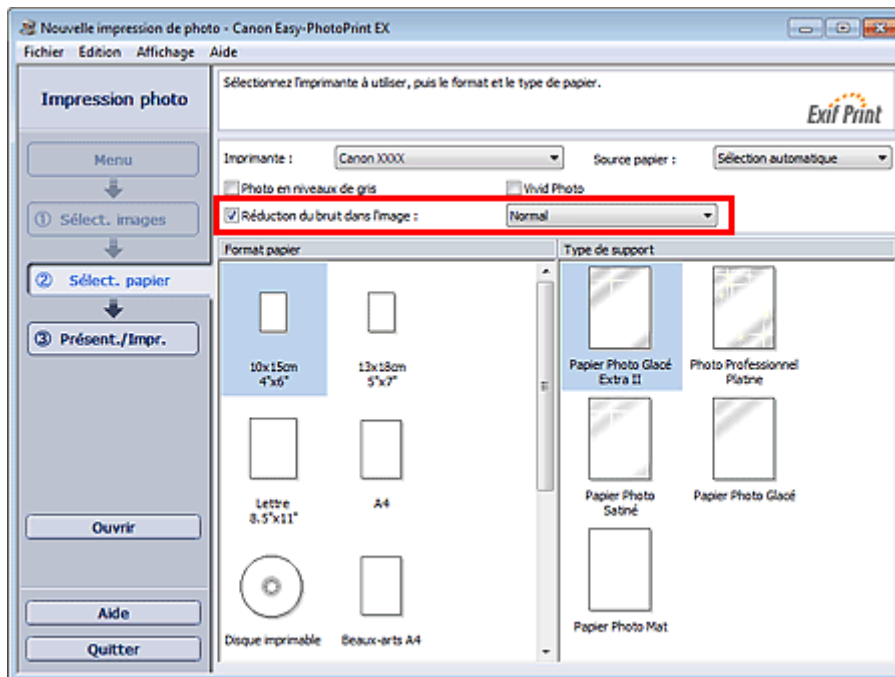 Nouvelle impression de photo - Canon Easy-PhotoPrint EX
Fichier Edition Affichage Aide
Impression photo
Sélectionnez l'imprimante à utiliser, puis le format et le type de papier.
Exif Print
Menu
① Sélect. images
② Sélect. papier
③ Présent./Impr.
Ouvrir
Aide
Quitter
Imprimante : Canon XXXX Source papier : Sélection automatique
Photo en niveaux de gris Vivid Photo
Réduction du bruit dans l'image : Normal
Format papier Type de support
10x15cm
4"x6"
13x18cm
5"x7"
Papier Photo Glacé
Extra II
Photo Professionnel
Platine
Lettre
8.5"x11"
A4
Papier Photo
Satiné
Papier Photo Glacé
Disque imprimable
Beaux-arts A4
Papier Photo Mat